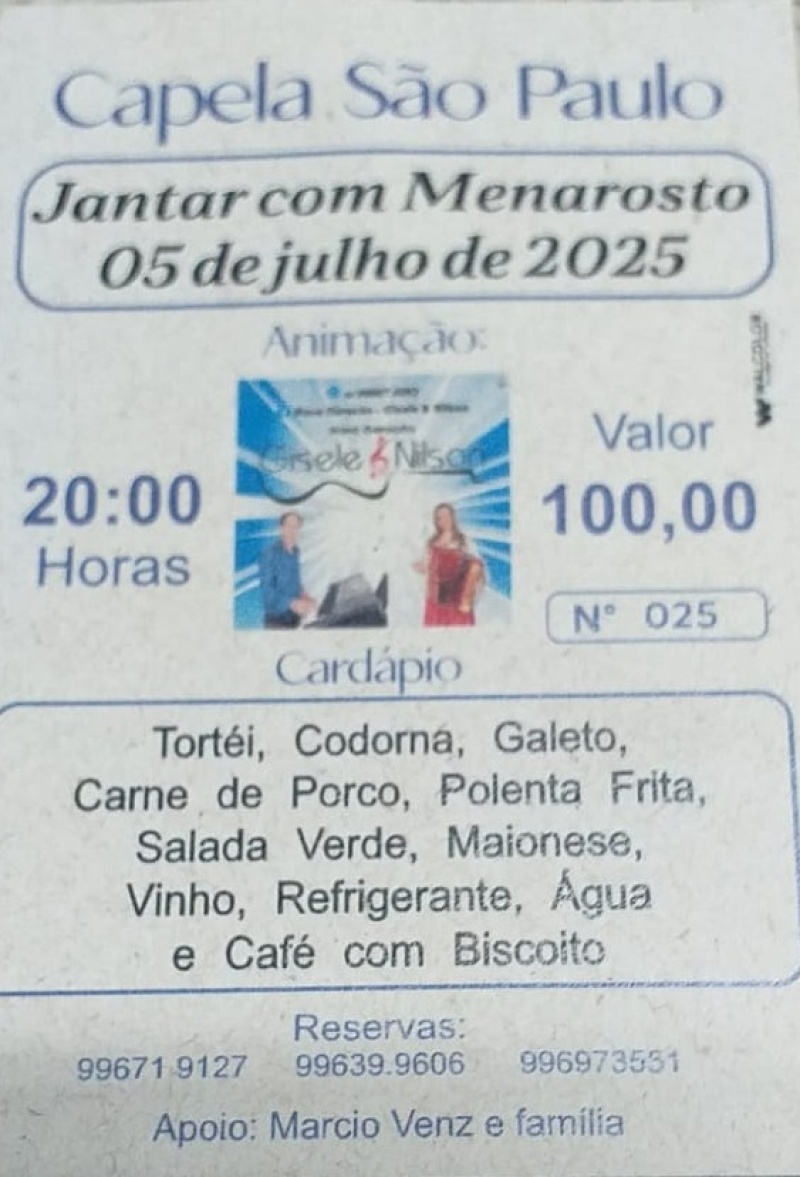 Capela São Paulo
Jantar com Menarosto
05 de julho de 2025
Animação:
Gisele & Nilson
20:00
Horas
Valor
100,00
N° 025
Cardápio
Tortéi, Codorna, Galeto,
Carne de Porco, Polenta Frita,
Salada Verde, Maionese,
Vinho, Refrigerante, Água
e Café com Biscoito
Reservas:
99671.9127 99639.9606 996973531
Apoio: Marcio Venz e família